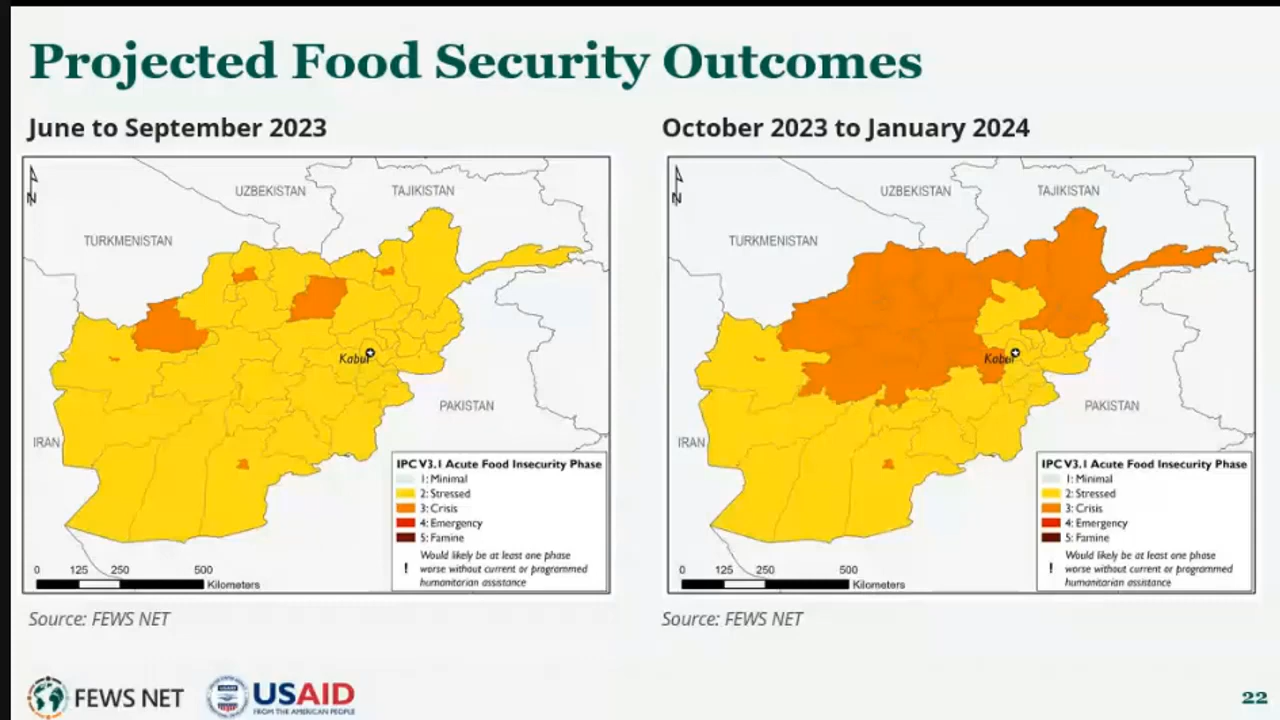 Projected Food Security Outcomes
June to September 2023
N
UZBEKISTAN
TAJIKISTAN
TURKMENISTAN
Kabul
PAKISTAN
IRAN
IPC V3.1 Acute Food Insecurity Phase
1: Minimal
2: Stressed
3: Crisis
4: Emergency
5: Famine
! Would likely be at least one phase
worse without current or programmed
humanitarian assistance
0 125 250 500
Kilometers
Source: FEWS NET
October 2023 to January 2024
N
UZBEKISTAN
TAJIKISTAN
TURKMENISTAN
Kabul
PAKISTAN
IRAN
IPC V3.1 Acute Food Insecurity Phase
1: Minimal
2: Stressed
3: Crisis
4: Emergency
5: Famine
! Would likely be at least one phase
worse without current or programmed
humanitarian assistance
0 125 250 500
Kilometers
Source: FEWS NET
FEWS NET
USAID
FROM THE AMERICAN PEOPLE
22